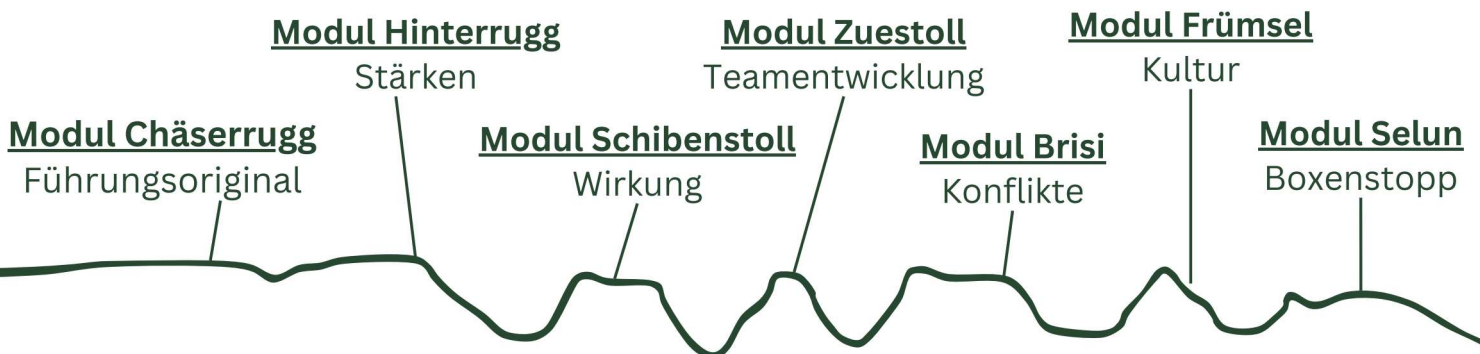 Modul Chäserrugg
Führungsoriginal
Modul Hinterrugg
Stärken
Modul Schibenstoll
Wirkung
Modul Zuestoll
Teamentwicklung
Modul Brisi
Konflikte
Modul Frümsel
Kultur
Modul Selun
Boxenstopp